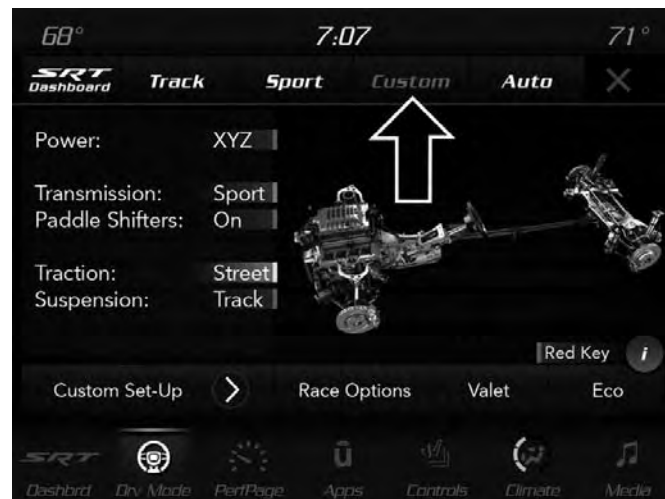 68° 7:07 71°
SRT Dashboard Track Sport Custom Auto X
Power: XYZ
Transmission: Sport
Paddle Shifters: On
Traction: Street
Suspension: Track
Red Key i
Custom Set-Up > Race Options Valet Eco
SRT
Dashbrd Drv Mode PerfPage Apps Controls Climate Media